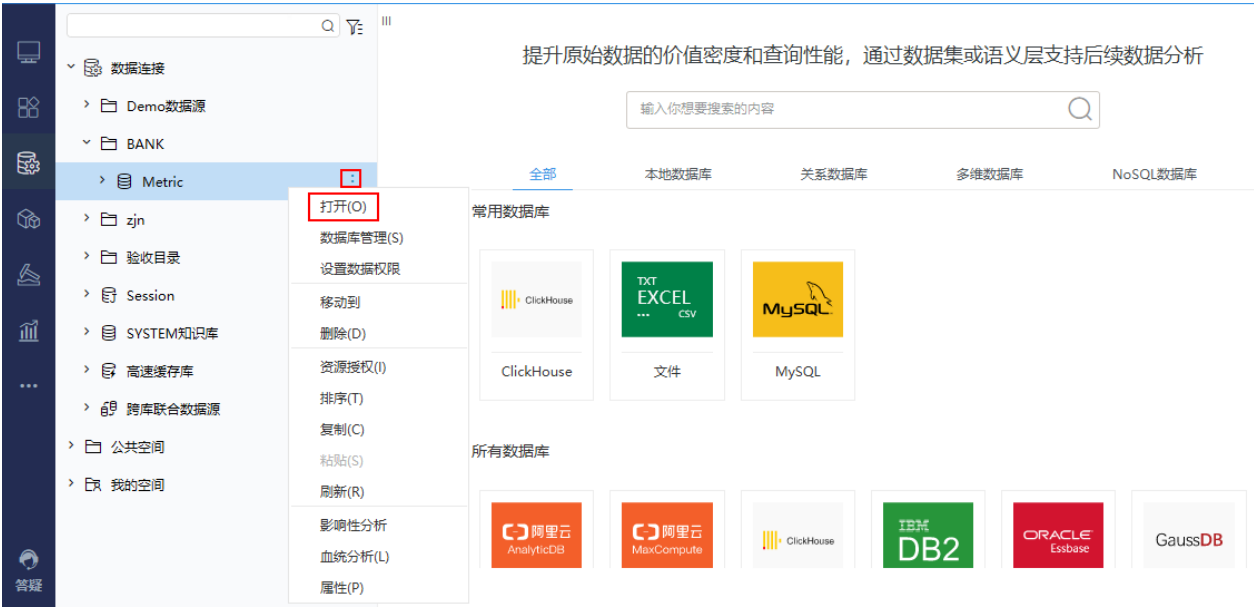 数据连接
Demo数据源
BANK
Metric
zjn
验收目录
Session
SYSTEM知识库
高速缓存库
跨库联合数据源
公共空间
我的空间
答疑
打开(O)
数据库管理(S)
设置数据权限
移动到
删除(D)
资源授权(I)
排序(T)
复制(C)
粘贴(S)
刷新(R)
影响性分析
血统分析(L)
属性(P)
提升原始数据的价值密度和查询性能，通过数据集或语义层支持后续数据分析
输入你想要搜索的内容
全部 本地数据库 关系数据库 多维数据库 NoSQL数据库
常用数据库
ClickHouse
TXT
EXCEL
... CSV
MySQL
ClickHouse 文件 MySQL
所有数据库
阿里云
AnalyticDB
阿里云
MaxCompute
ClickHouse
IBM
DB2
ORACLE
Essbase
GaussDB